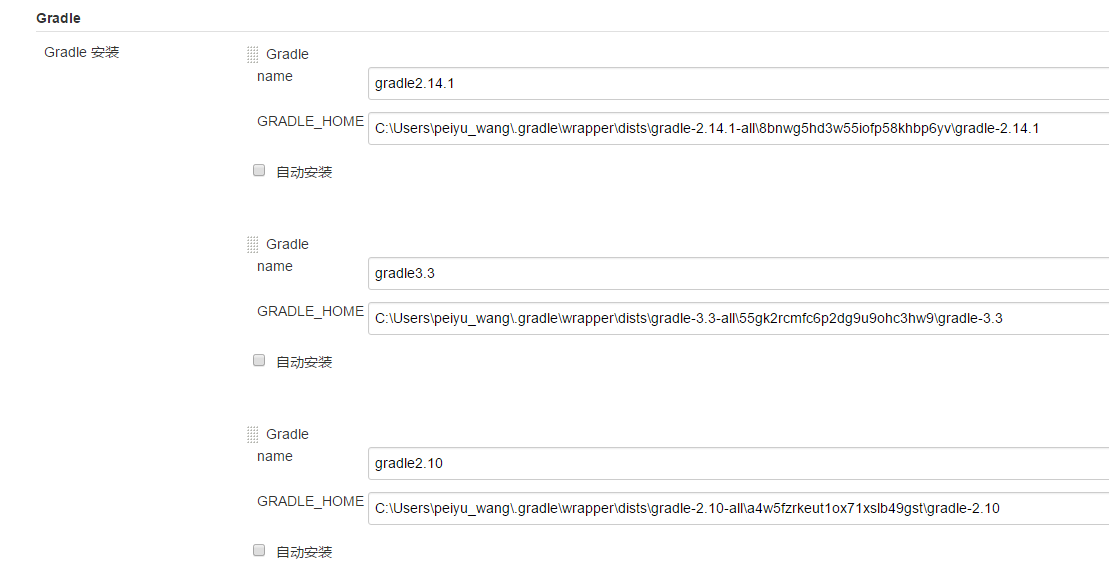 Gradle
Gradle 安装
Gradle
name
gradle2.14.1
GRADLE_HOME
C:\Users\peiyu_wang\.gradle\wrapper\dists\gradle-2.14.1-all\8bnwg5hd3w55iofp58khbp6yv\gradle-2.14.1
自动安装
Gradle
name
gradle3.3
GRADLE_HOME
C:\Users\peiyu_wang\.gradle\wrapper\dists\gradle-3.3-all\55gk2rcmfc6p2dg9u9ohc3hw9\gradle-3.3
自动安装
Gradle
name
gradle2.10
GRADLE_HOME
C:\Users\peiyu_wang\.gradle\wrapper\dists\gradle-2.10-all\a4w5fzrkeut1ox71xslb49gst\gradle-2.10
自动安装